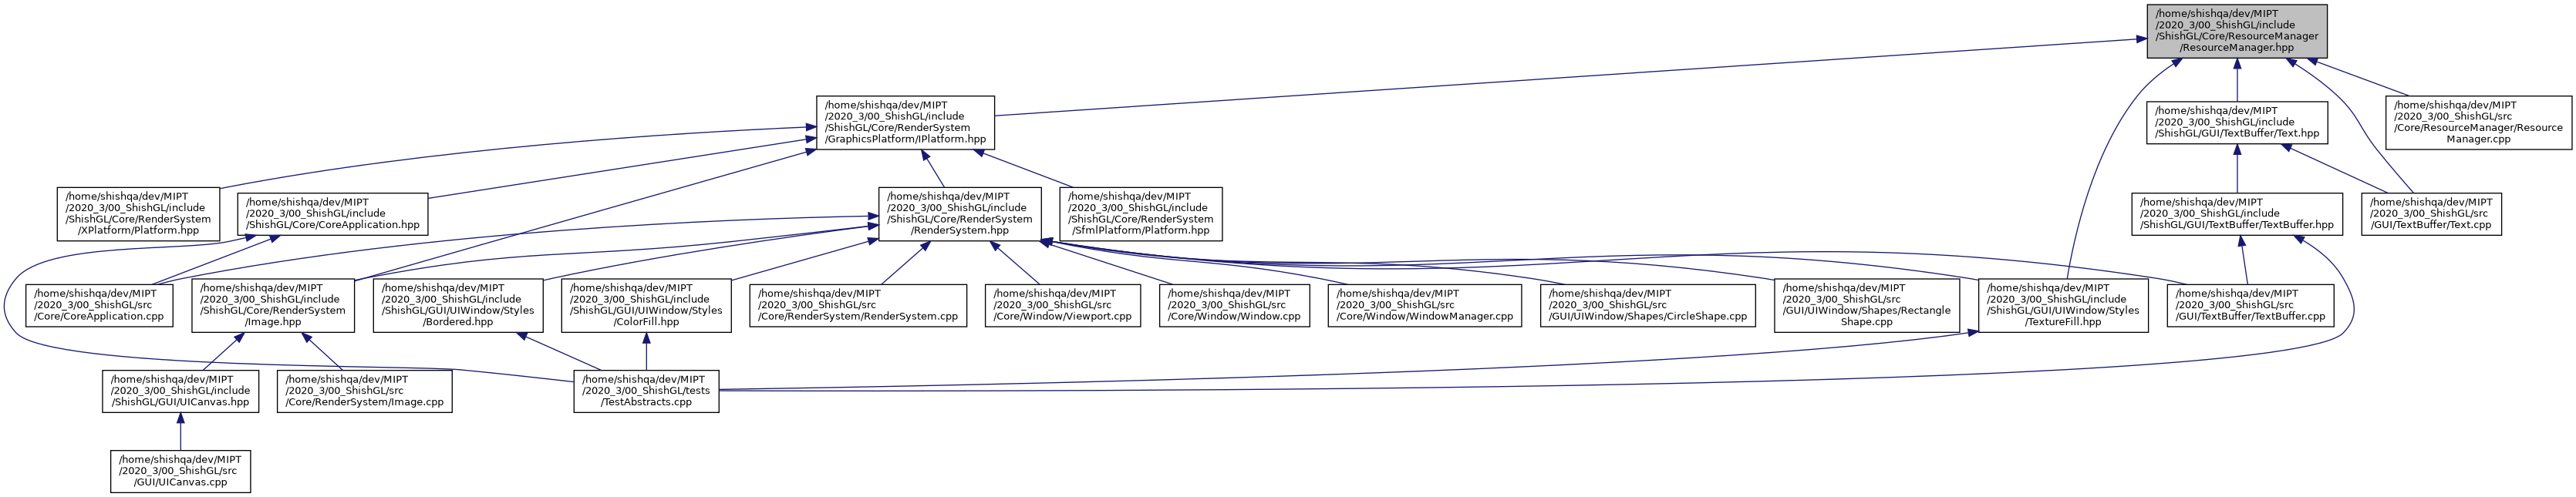 /home/shishqa/dev/MIPT
/2020_3/00_ShishGL/include
/ShishGL/Core/ResourceManager
/ResourceManager.hpp
/home/shishqa/dev/MIPT
/2020_3/00_ShishGL/include
/ShishGL/Core/RenderSystem
/GraphicsPlatform/IPlatform.hpp
/home/shishqa/dev/MIPT
/2020_3/00_ShishGL/include
/ShishGL/GUI/TextBuffer/Text.hpp
/home/shishqa/dev/MIPT
/2020_3/00_ShishGL/src
/Core/ResourceManager/Resource
Manager.cpp
/home/shishqa/dev/MIPT
/2020_3/00_ShishGL/include
/ShishGL/Core/RenderSystem
/XPlatform/Platform.hpp
/home/shishqa/dev/MIPT
/2020_3/00_ShishGL/include
/ShishGL/Core/CoreApplication.hpp
/home/shishqa/dev/MIPT
/2020_3/00_ShishGL/include
/ShishGL/Core/RenderSystem
/RenderSystem.hpp
/home/shishqa/dev/MIPT
/2020_3/00_ShishGL/include
/ShishGL/Core/RenderSystem
/SfmlPlatform/Platform.hpp
/home/shishqa/dev/MIPT
/2020_3/00_ShishGL/include
/ShishGL/GUI/TextBuffer/TextBuffer.hpp
/home/shishqa/dev/MIPT
/2020_3/00_ShishGL/src
/GUI/TextBuffer/Text.cpp
/home/shishqa/dev/MIPT
/2020_3/00_ShishGL/src
/Core/CoreApplication.cpp
/home/shishqa/dev/MIPT
/2020_3/00_ShishGL/include
/ShishGL/Core/RenderSystem
/Image.hpp
/home/shishqa/dev/MIPT
/2020_3/00_ShishGL/include
/ShishGL/GUI/UIWindow/Styles
/Bordered.hpp
/home/shishqa/dev/MIPT
/2020_3/00_ShishGL/include
/ShishGL/GUI/UIWindow/Styles
/ColorFill.hpp
/home/shishqa/dev/MIPT
/2020_3/00_ShishGL/src
/Core/RenderSystem/RenderSystem.cpp
/home/shishqa/dev/MIPT
/2020_3/00_ShishGL/src
/Core/Window/Viewport.cpp
/home/shishqa/dev/MIPT
/2020_3/00_ShishGL/src
/Core/Window/Window.cpp
/home/shishqa/dev/MIPT
/2020_3/00_ShishGL/src
/Core/Window/WindowManager.cpp
/home/shishqa/dev/MIPT
/2020_3/00_ShishGL/src
/GUI/UIWindow/Shapes/CircleShape.cpp
/home/shishqa/dev/MIPT
/2020_3/00_ShishGL/src
/GUI/UIWindow/Shapes/Rectangle
Shape.cpp
/home/shishqa/dev/MIPT
/2020_3/00_ShishGL/include
/ShishGL/GUI/UIWindow/Styles
/TextureFill.hpp
/home/shishqa/dev/MIPT
/2020_3/00_ShishGL/src
/GUI/TextBuffer/TextBuffer.cpp
/home/shishqa/dev/MIPT
/2020_3/00_ShishGL/include
/ShishGL/GUI/UICanvas.hpp
/home/shishqa/dev/MIPT
/2020_3/00_ShishGL/src
/Core/RenderSystem/Image.cpp
/home/shishqa/dev/MIPT
/2020_3/00_ShishGL/tests
/TestAbstracts.cpp
/home/shishqa/dev/MIPT
/2020_3/00_ShishGL/src
/GUI/UICanvas.cpp